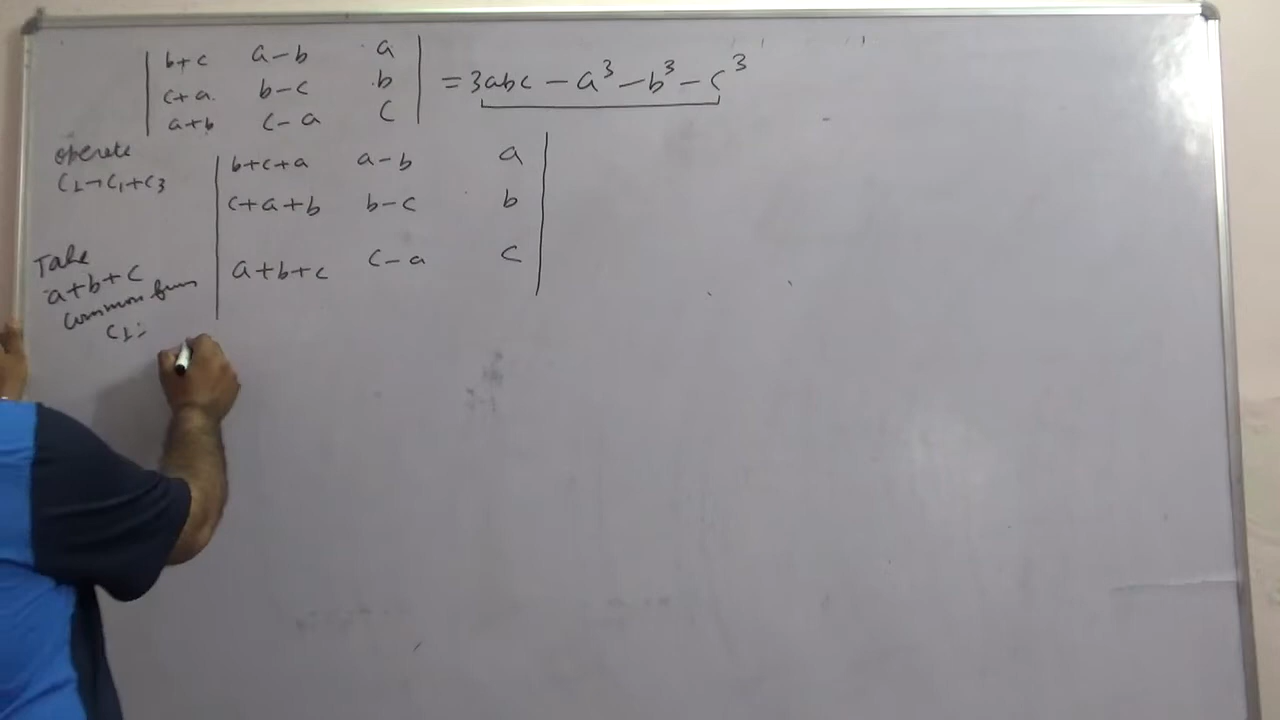 | b+c a-b a |
| c+a b-c b | = 3abc - a³ - b³ - c³
| a+b c-a c |
operate
C₁→C₁+C₃
| b+c+a a-b a |
| c+a+b b-c b |
| a+b+c c-a c |
Take
a+b+c
common from
C₁: